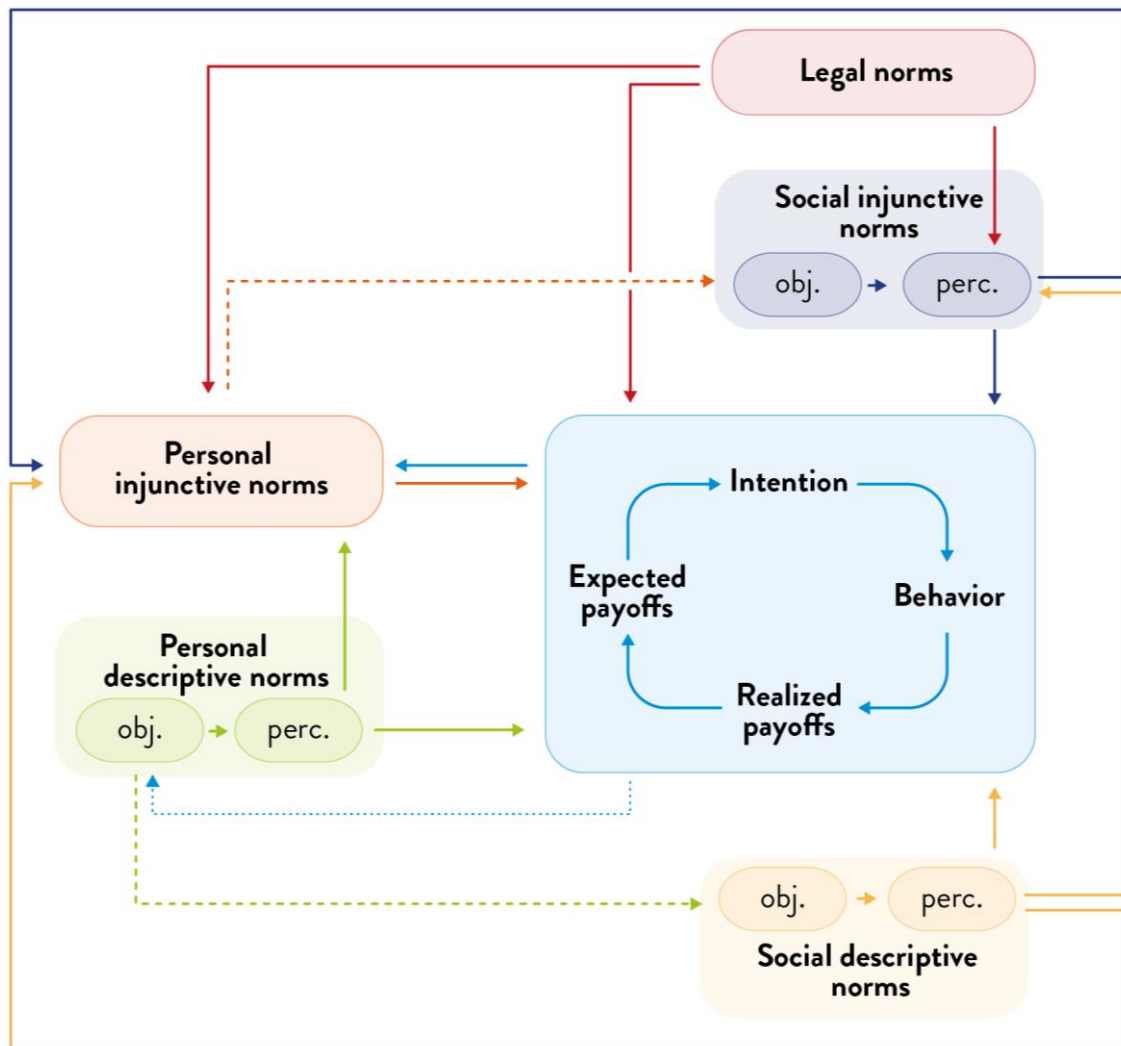 Legal norms
Social injunctive
norms
obj.
perc.
Personal
injunctive norms
Intention
Expected
payoffs
Behavior
Realized
payoffs
Personal
descriptive norms
obj.
perc.
obj.
perc.
Social descriptive
norms